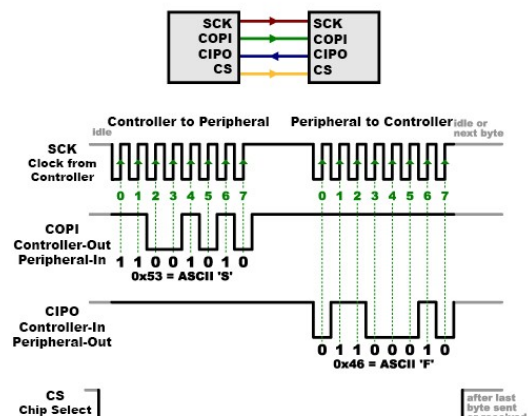 SCK SCK
COPI COPI
CIPO CIPO
CS CS
Controller to Peripheral Peripheral to Controller
idle idle or
next byte
SCK
Clock from
Controller
0 1 2 3 4 5 6 7 0 1 2 3 4 5 6 7
COPI
Controller-Out
Peripheral-In
1 1 0 0 1 0 1 0
0x53 = ASCII 'S'
CIPO
Controller-In
Peripheral-Out
0 1 1 0 0 0 1 0
0x46 = ASCII 'F'
CS
Chip Select
after last
byte sent